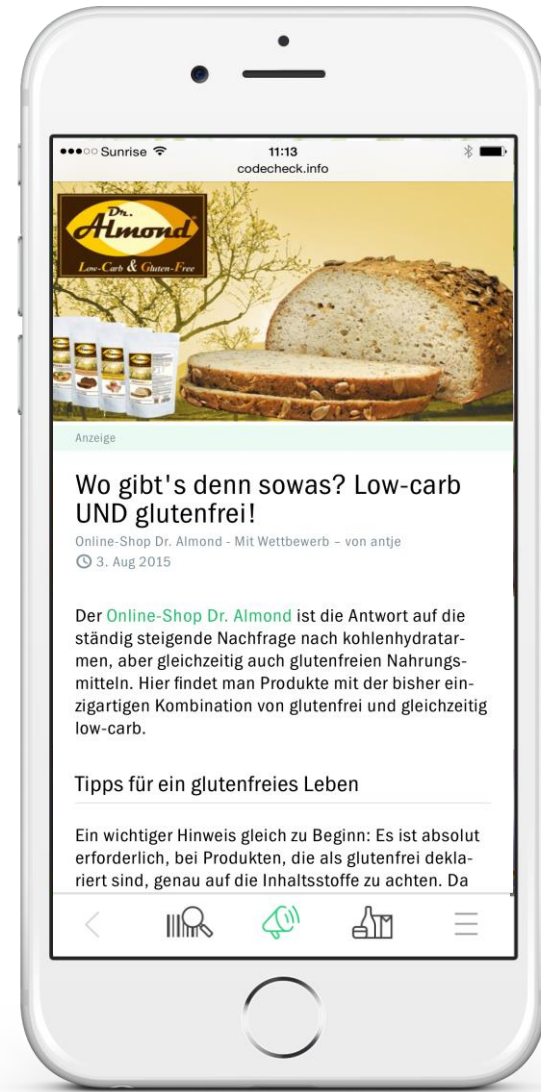 Sunrise 11:13
codecheck.info
Dr.
Almond
Low-Carb & Gluten-Free
Anzeige
Wo gibt's denn sowas? Low-carb
UND glutenfrei!
Online-Shop Dr. Almond - Mit Wettbewerb – von antje
3. Aug 2015
Der Online-Shop Dr. Almond ist die Antwort auf die
ständig steigende Nachfrage nach kohlenhydratar-
men, aber gleichzeitig auch glutenfreien Nahrungs-
mitteln. Hier findet man Produkte mit der bisher ein-
zigartigen Kombination von glutenfrei und gleichzeitig
low-carb.
Tipps für ein glutenfreies Leben
Ein wichtiger Hinweis gleich zu Beginn: Es ist absolut
erforderlich, bei Produkten, die als glutenfrei dekla-
riert sind, genau auf die Inhaltsstoffe zu achten. Da